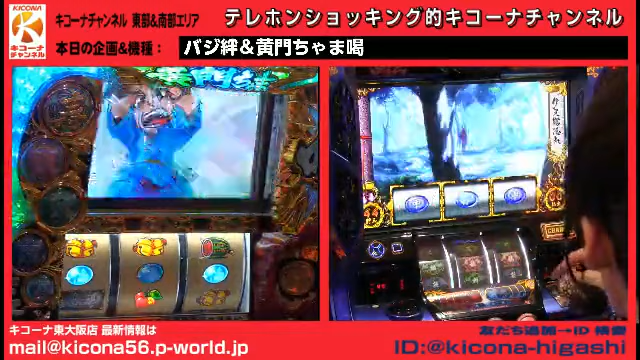 KICONA
キコーナ
チャンネル
キコーナチャンネル 東部&南部エリア
テレホンショッキング的キコーナチャンネル
本日の企画&機種:
バジ絆&黄門ちゃま喝
キコーナ東大阪店 最新情報は
mail@kicona56.p-world.jp
友だち追加→ID 検索
ID:@kicona-higashi